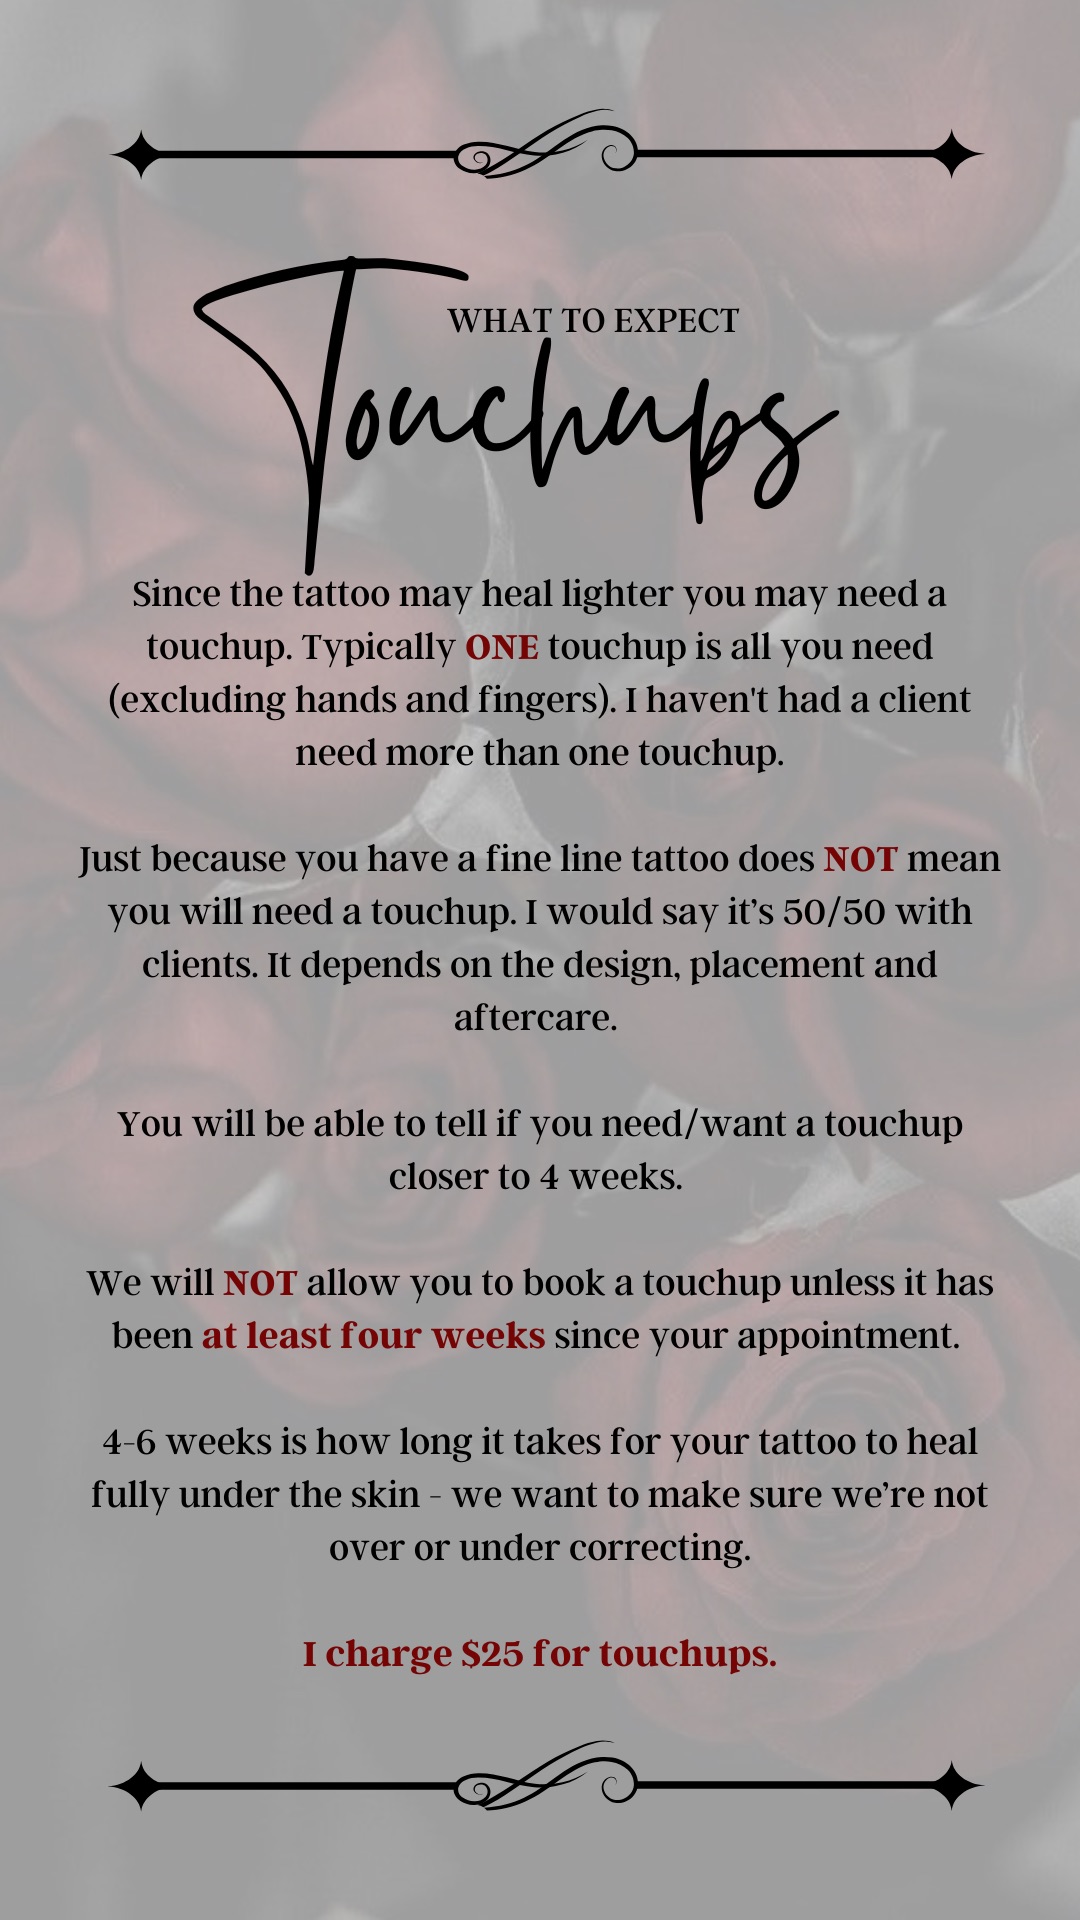 WHAT TO EXPECT
Touchups
Since the tattoo may heal lighter you may need a
touchup. Typically ONE touchup is all you need
(excluding hands and fingers). I haven't had a client
need more than one touchup.
Just because you have a fine line tattoo does NOT mean
you will need a touchup. I would say it’s 50/50 with
clients. It depends on the design, placement and
aftercare.
You will be able to tell if you need/want a touchup
closer to 4 weeks.
We will NOT allow you to book a touchup unless it has
been at least four weeks since your appointment.
4-6 weeks is how long it takes for your tattoo to heal
fully under the skin - we want to make sure we’re not
over or under correcting.
I charge $25 for touchups.